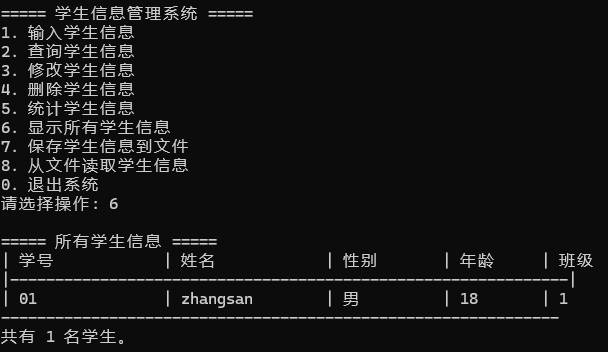 ===== 学生信息管理系统 =====
1. 输入学生信息
2. 查询学生信息
3. 修改学生信息
4. 删除学生信息
5. 统计学生信息
6. 显示所有学生信息
7. 保存学生信息到文件
8. 从文件读取学生信息
0. 退出系统
请选择操作: 6
===== 所有学生信息 =====
| 学号 | 姓名 | 性别 | 年龄 | 班级
|--------------------------------------------------------------|
| 01 | zhangsan | 男 | 18 | 1
--------------------------------------------------------------
共有 1 名学生。